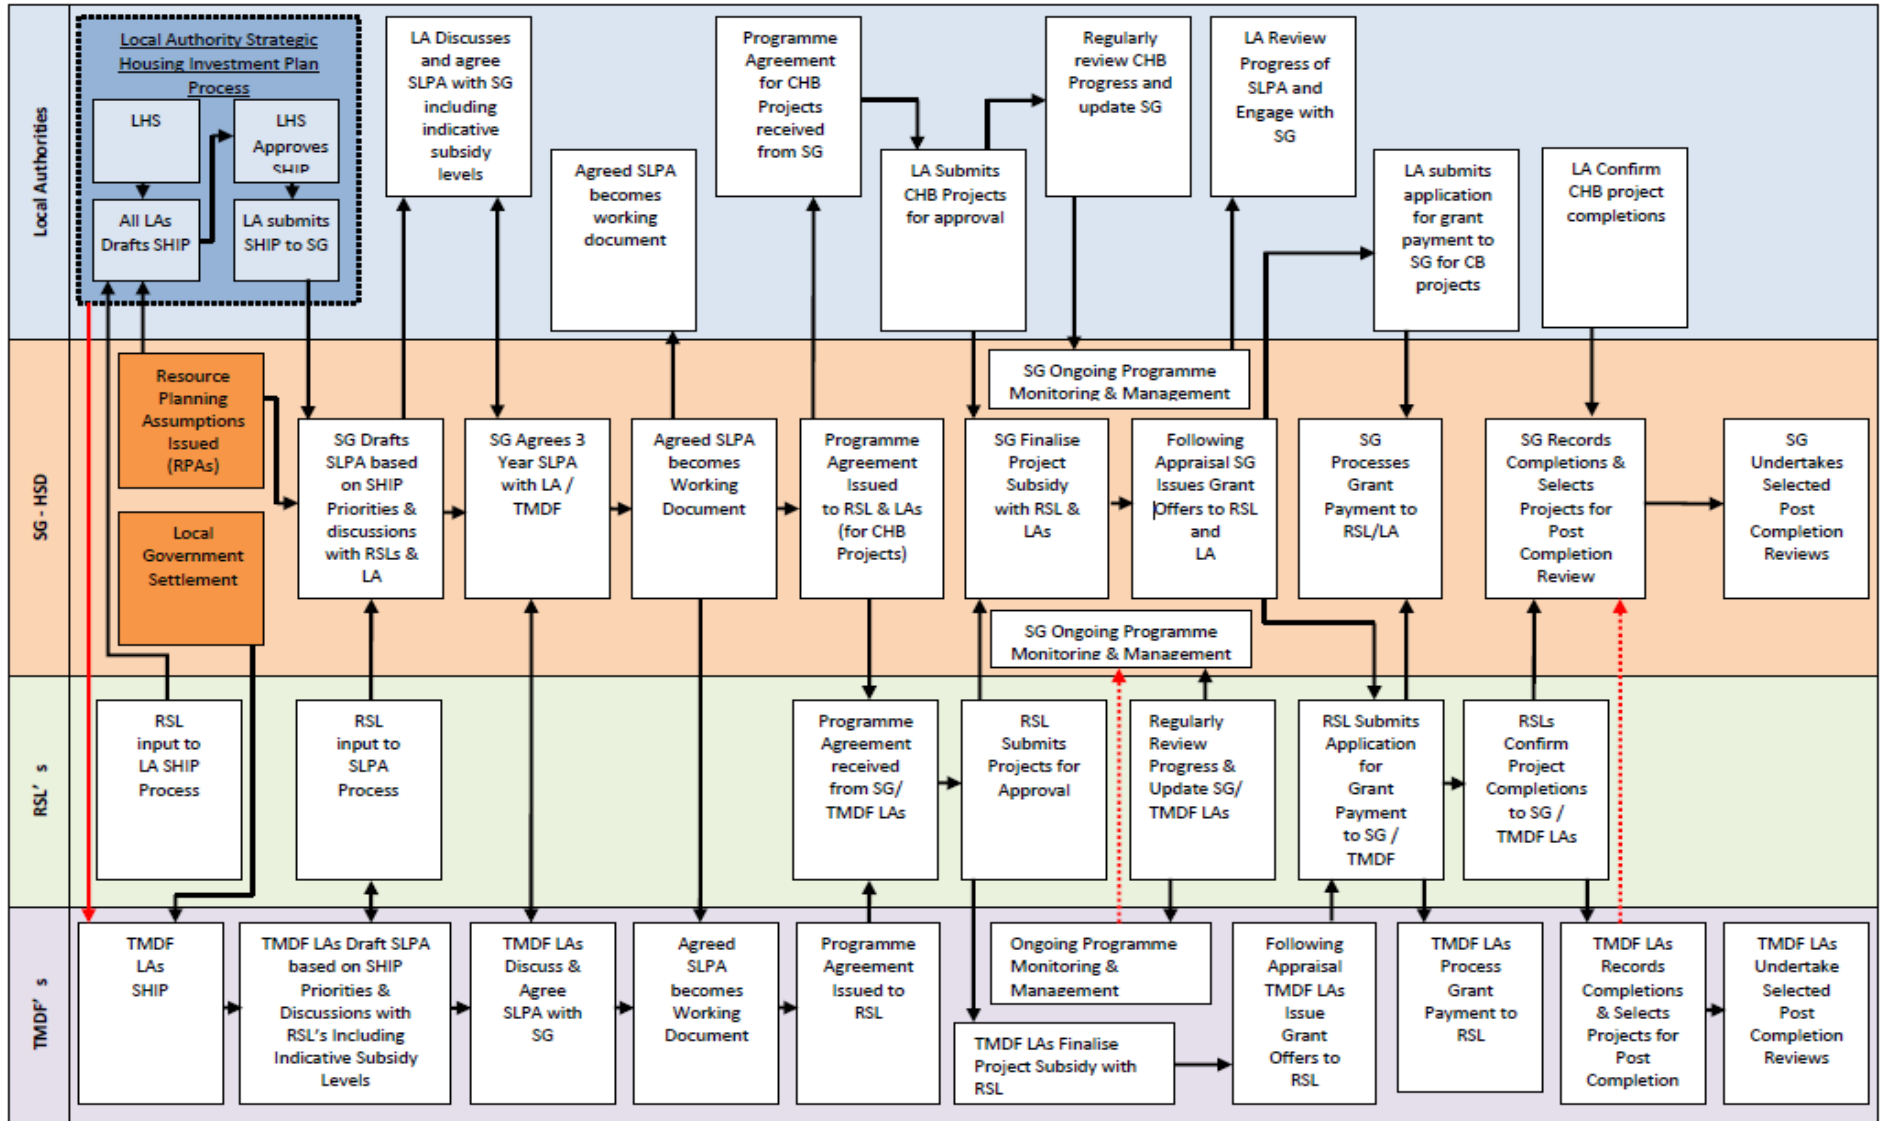 Local Authorities
Local Authority Strategic
Housing Investment Plan
Process
LHS
LHS
Approves
SHIP
All LAs
Drafts SHIP
LA submits
SHIP to SG
LA Discusses
and agree
SLPA with SG
including
indicative
subsidy
levels
Agreed SLPA
becomes
working
document
Programme
Agreement
for CHB
Projects
received
from SG
LA Submits
CHB Projects
for approval
Regularly
review CHB
Progress and
update SG
LA Review
Progress of
SLPA and
Engage with
SG
LA submits
application
for grant
payment to
SG for CB
projects
LA Confirm
CHB project
completions
SG - HSD
Resource
Planning
Assumptions
Issued
(RPAs)
Local
Government
Settlement
SG Drafts
SLPA based
on SHIP
Priorities &
discussions
with RSLs &
LA
SG Agrees 3
Year SLPA
with LA /
TMDF
Agreed SLPA
becomes
Working
Document
Programme
Agreement
Issued
to RSL & LAs
(for CHB
Projects)
SG Ongoing Programme
Monitoring & Management
SG Finalise
Project
Subsidy
with RSL &
LAs
Following
Appraisal SG
Issues Grant
Offers to RSL
and
LA
SG Ongoing Programme
Monitoring & Management
SG
Processes
Grant
Payment to
RSL/LA
SG Records
Completions &
Selects
Projects for
Post
Completion
Review
SG
Undertakes
Selected
Post
Completion
Reviews
RSL' s
RSL
input to
LA SHIP
Process
RSL
input to
SLPA
Process
Programme
Agreement
received
from SG/
TMDF LAs
RSL
Submits
Projects for
Approval
Regularly
Review
Progress &
Update SG/
TMDF LAs
RSL Submits
Application
for
Grant
Payment
to SG /
TMDF
RSLs
Confirm
Project
Completions
to SG /
TMDF LAs
TMDF' s
TMDF
LAs
SHIP
TMDF LAs Draft SLPA
based on SHIP
Priorities &
Discussions with
RSL's Including
Indicative Subsidy
Levels
TMDF LAs
Discuss &
Agree
SLPA with
SG
Agreed
SLPA
becomes
Working
Document
Programme
Agreement
Issued to
RSL
Ongoing Programme
Monitoring &
Management
TMDF LAs Finalise
Project Subsidy with
RSL
Following
Appraisal
TMDF LAs
Issue
Grant
Offers to
RSL
TMDF LAs
Process
Grant
Payment to
RSL
TMDF LAs
Records
Completions
& Selects
Projects for
Post
Completion
TMDF LAs
Undertake
Selected
Post
Completion
Reviews